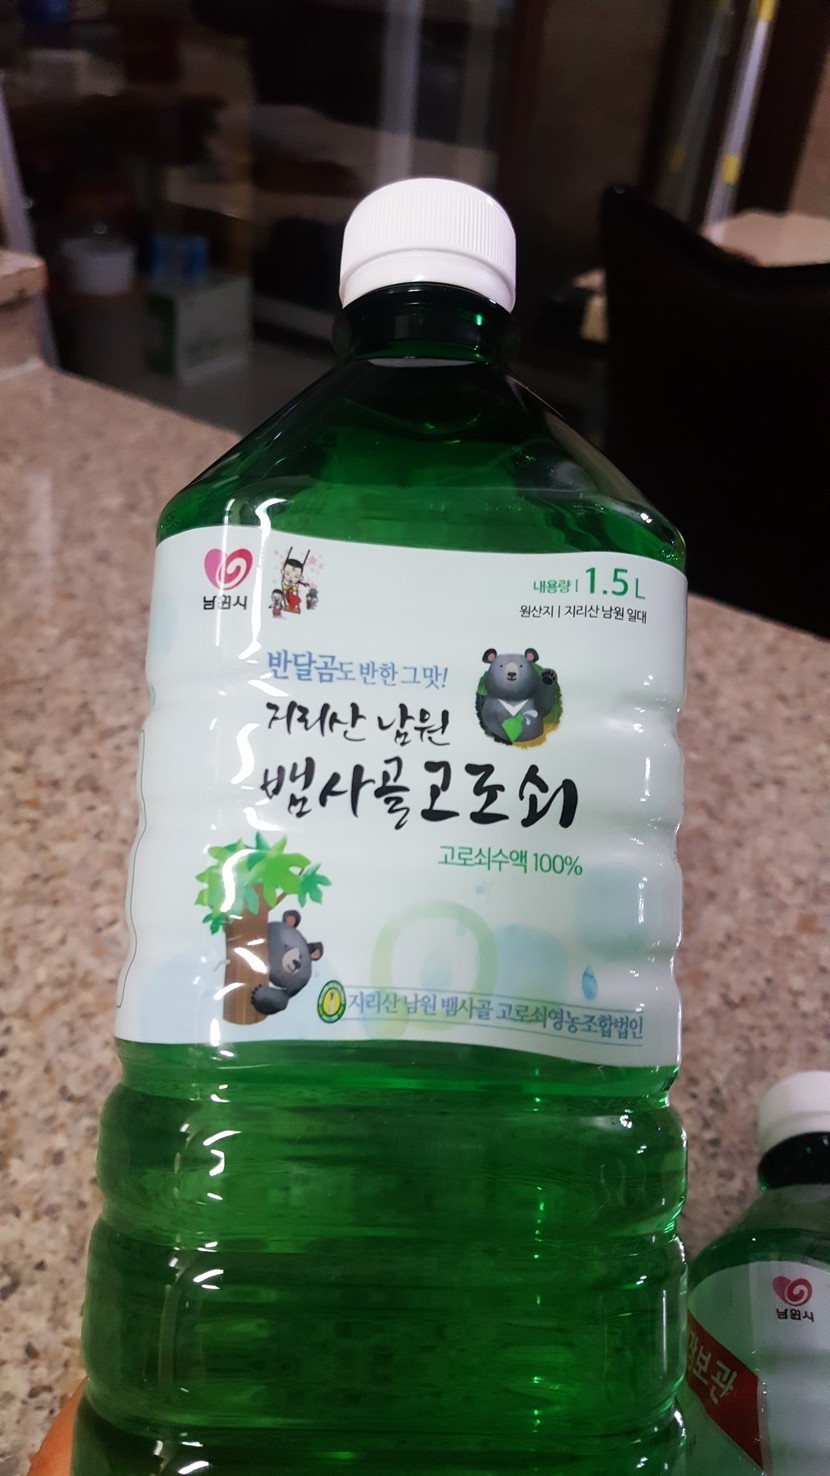 남원시
내용량 | 1.5 L
원산지 | 지리산 남원 일대
반달곰도 반한 그 맛!
지리산 남원
뱀사골고로쇠
고로쇠수액 100%
지리산 남원 뱀사골 고로쇠영농조합법인
남원시
보관